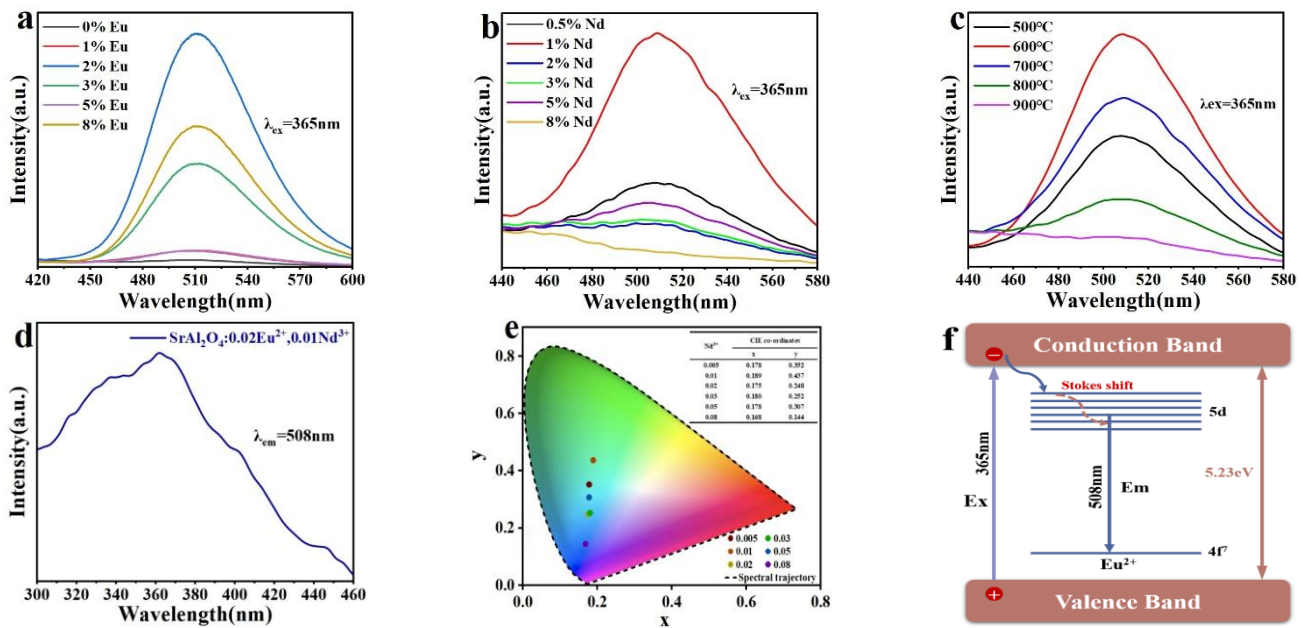 a
0% Eu
1% Eu
2% Eu
3% Eu
5% Eu
8% Eu
λex=365nm
Intensity(a.u.)
420 450 480 510 540 570 600
Wavelength(nm)
b
0.5% Nd
1% Nd
2% Nd
3% Nd
5% Nd
8% Nd
λex=365nm
Intensity(a.u.)
440 460 480 500 520 540 560 580
Wavelength(nm)
c
500°C
600°C
700°C
800°C
900°C
λex=365nm
Intensity(a.u.)
440 460 480 500 520 540 560 580
Wavelength(nm)
d
SrAl2O4:0.02Eu2+,0.01Nd3+
λem=508nm
Intensity(a.u.)
300 320 340 360 380 400 420 440 460
Wavelength(nm)
e
Nd3+ CIE co-ordinates
x y
0.005 0.178 0.352
0.01 0.189 0.437
0.02 0.175 0.248
0.03 0.180 0.252
0.05 0.178 0.307
0.08 0.168 0.144
y
0.8
0.6
0.4
0.2
0.0
0.005 0.03
0.01 0.05
0.02 0.08
Spectral trajectory
0.0 0.2 0.4 0.6 0.8
x
f
Conduction Band
Stokes shift
5d
365nm
Ex
508nm
Em
5.23eV
4f7
Eu2+
Valence Band